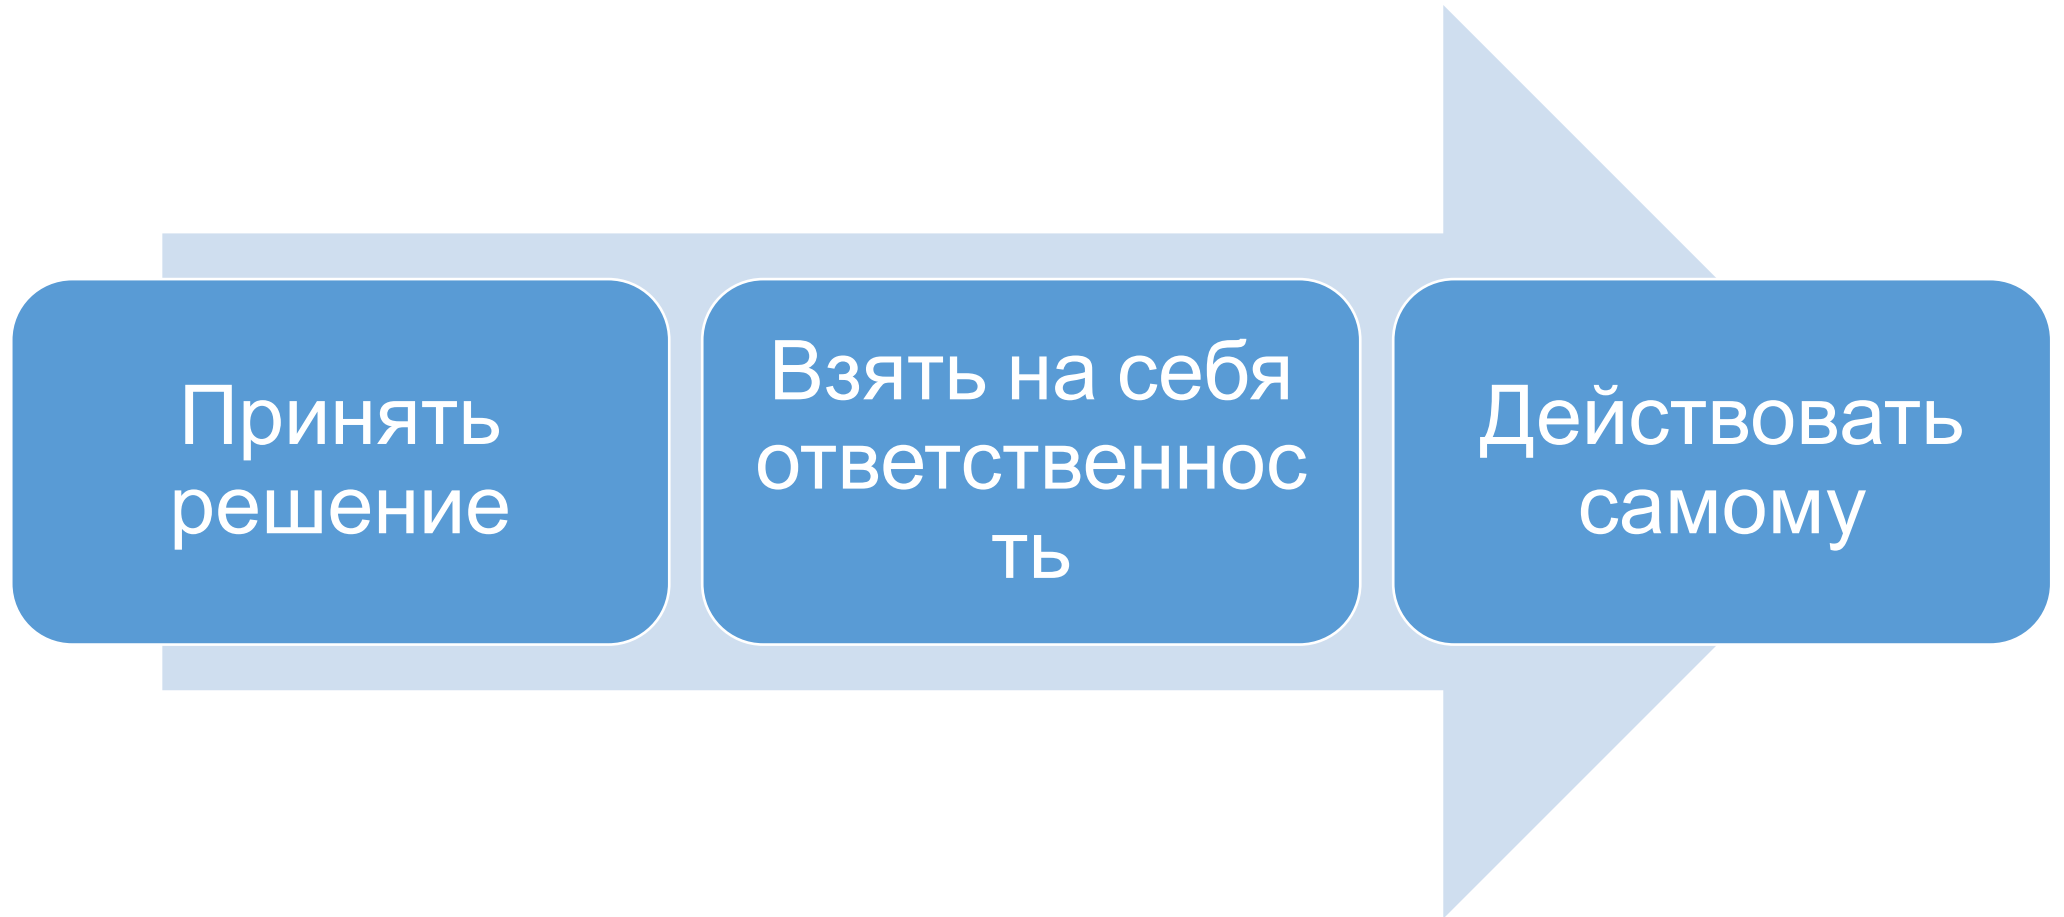 Принять
решение
Взять на себя
ответственнос
ть
Действовать
самому